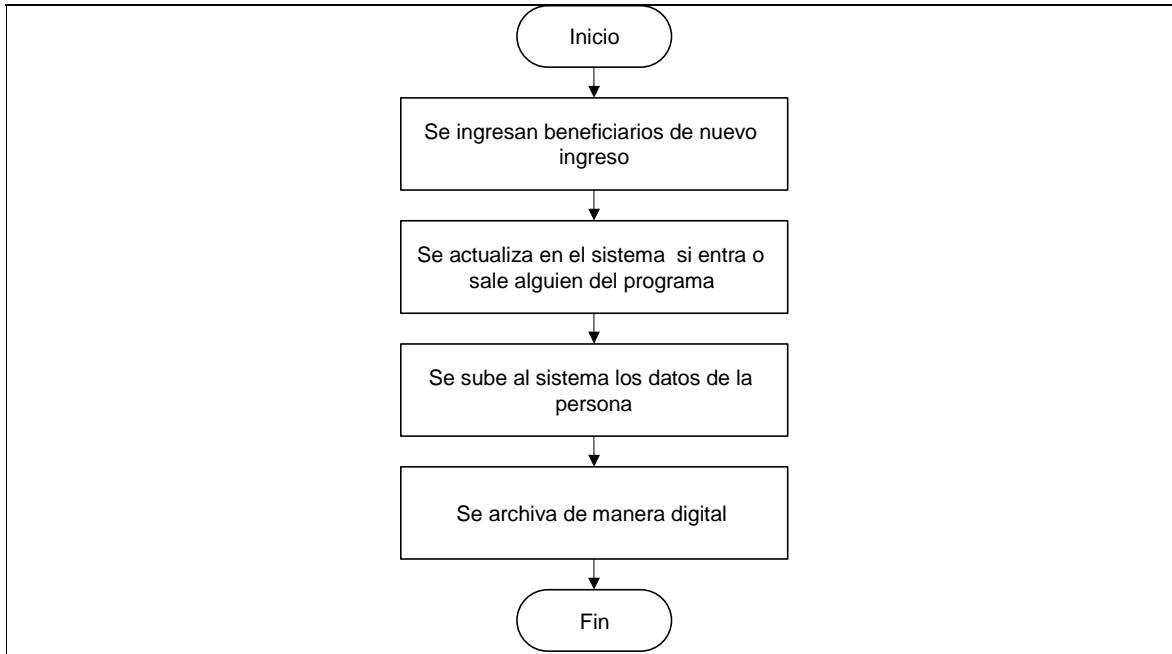 Inicio
Se ingresan beneficiarios de nuevo
ingreso
Se actualiza en el sistema  si entra o
sale alguien del programa
Se sube al sistema los datos de la
persona
Se archiva de manera digital
Fin